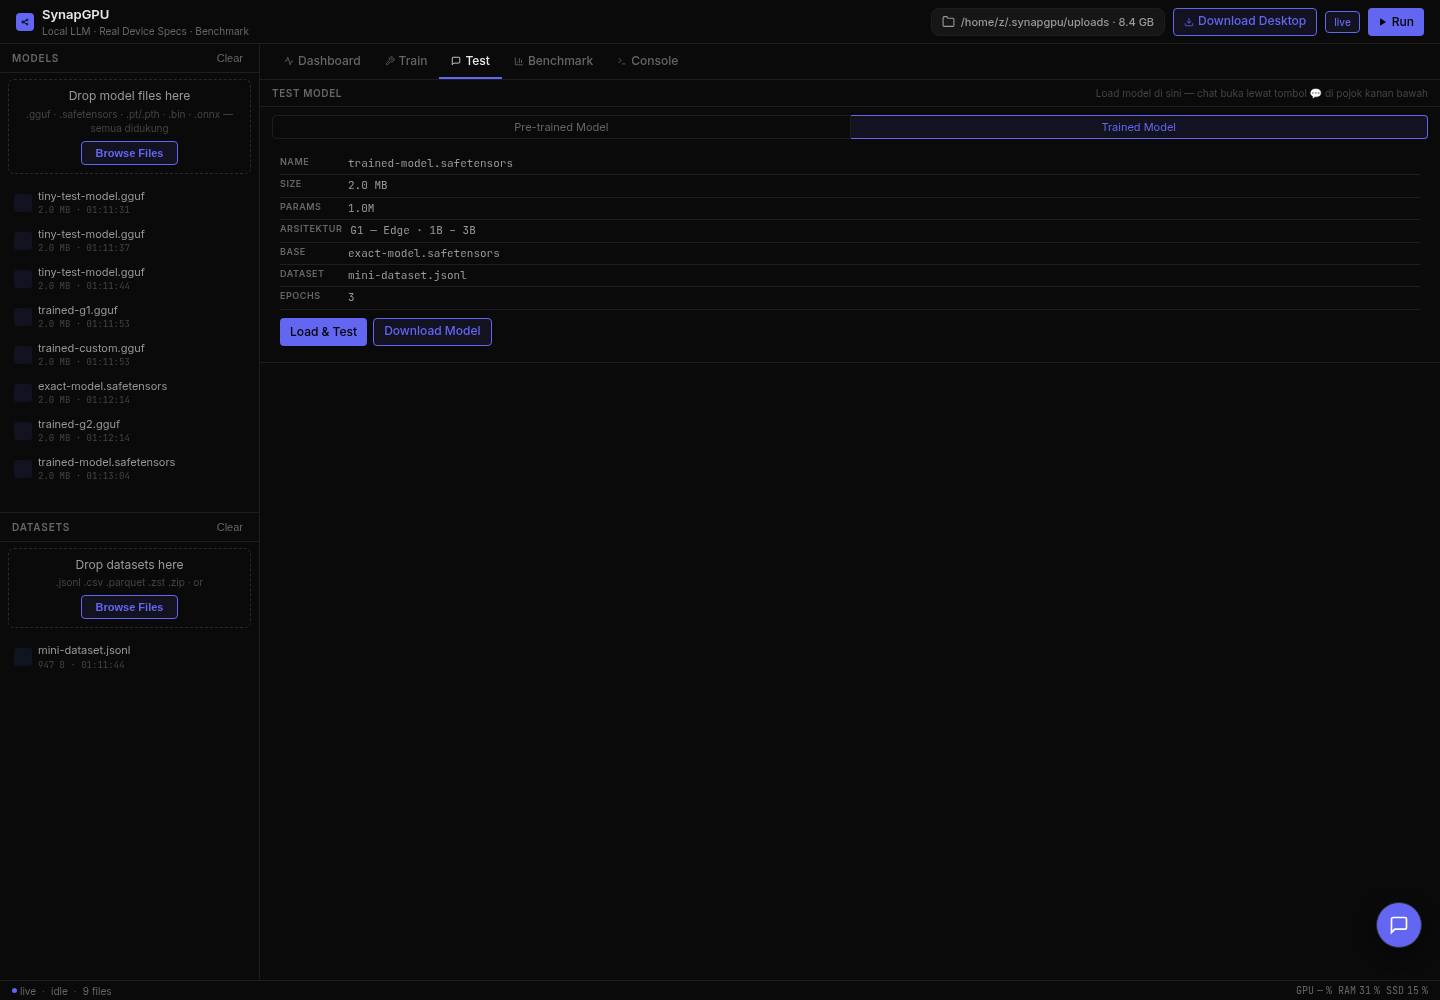 SynapGPU
Local LLM · Real Device Specs · Benchmark
/home/z/.synapgpu/uploads · 8.4 GB
Download Desktop
live
Run
MODELS
Clear
Drop model files here
.gguf · .safetensors · .pt/.pth · .bin · .onnx —
semua didukung
Browse Files
tiny-test-model.gguf
2.0 MB · 01:11:31
tiny-test-model.gguf
2.0 MB · 01:11:37
tiny-test-model.gguf
2.0 MB · 01:11:44
trained-g1.gguf
2.0 MB · 01:11:53
trained-custom.gguf
2.0 MB · 01:11:53
exact-model.safetensors
2.0 MB · 01:12:14
trained-g2.gguf
2.0 MB · 01:12:14
trained-model.safetensors
2.0 MB · 01:13:04
DATASETS
Clear
Drop datasets here
.jsonl .csv .parquet .zst .zip · or
Browse Files
mini-dataset.jsonl
947 B · 01:11:44
Dashboard
Train
Test
Benchmark
Console
TEST MODEL
Load model di sini — chat buka lewat tombol 💬 di pojok kanan bawah
Pre-trained Model
Trained Model
NAME trained-model.safetensors
SIZE 2.0 MB
PARAMS 1.0M
ARSITEKTUR G1 — Edge · 1B – 3B
BASE exact-model.safetensors
DATASET mini-dataset.jsonl
EPOCHS 3
Load & Test
Download Model
live · idle · 9 files
GPU —% RAM 31% SSD 15%